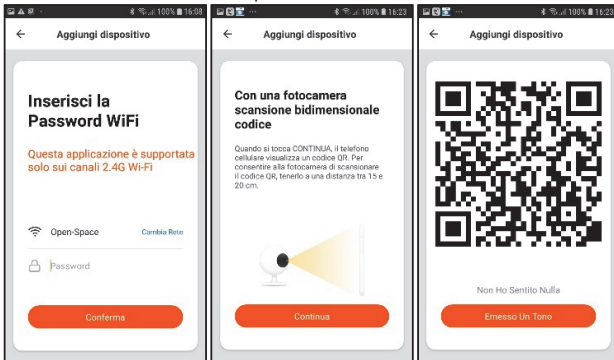 100% 16:08
Aggiungi dispositivo
Inserisci la
Password WiFi
Questa applicazione è supportata
solo sui canali 2.4G Wi-Fi
Open-Space
Cambia Rete
Password
Conferma
100% 16:23
Aggiungi dispositivo
Con una fotocamera
scansione bidimensionale
codice
Quando si tocca CONTINUA, il telefono
cellulare visualizza un codice QR. Per
consentire alla fotocamera di scansionare
il codice QR, tenerlo a una distanza tra 15 e
20 cm.
Continua
100% 16:23
Aggiungi dispositivo
Non Ho Sentito Nulla
Emesso Un Tono